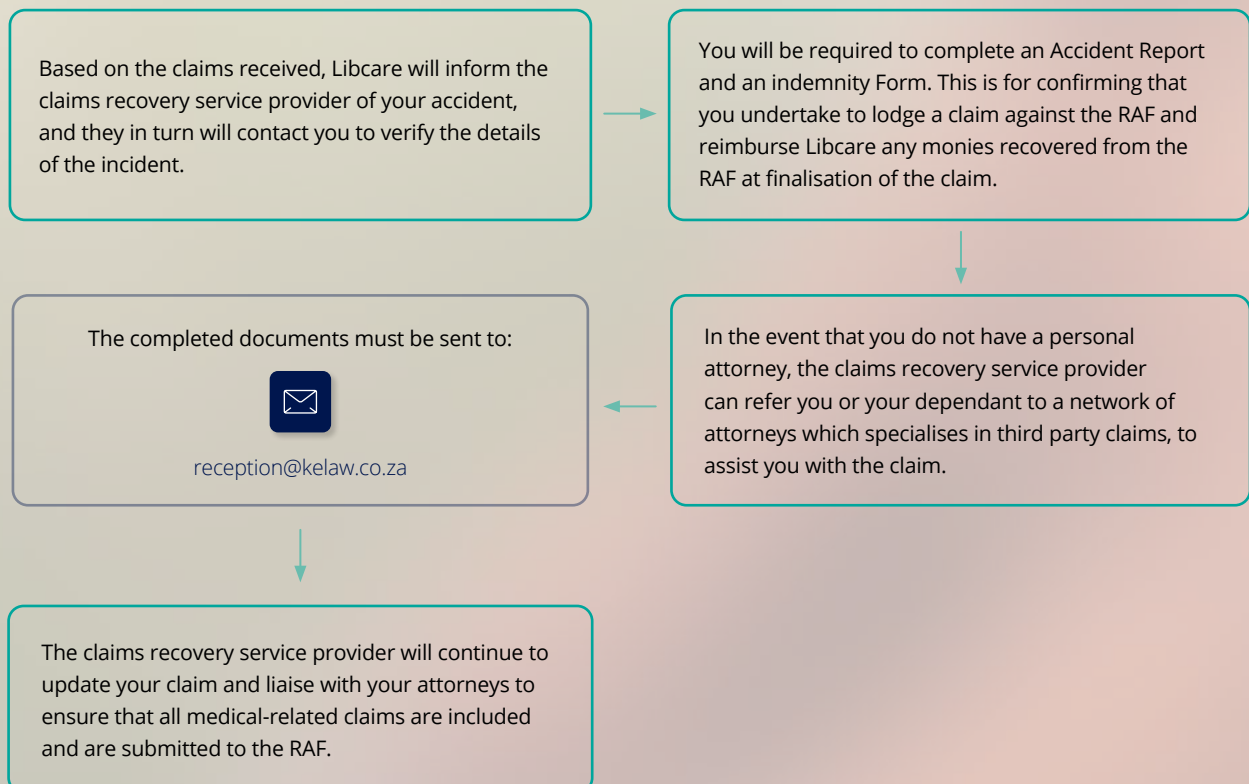 Based on the claims received, Libcare will inform the
claims recovery service provider of your accident,
and they in turn will contact you to verify the details
of the incident.
You will be required to complete an Accident Report
and an indemnity Form. This is for confirming that
you undertake to lodge a claim against the RAF and
reimburse Libcare any monies recovered from the
RAF at finalisation of the claim.
In the event that you do not have a personal
attorney, the claims recovery service provider
can refer you or your dependant to a network of
attorneys which specialises in third party claims, to
assist you with the claim.
The completed documents must be sent to:
reception@kelaw.co.za
The claims recovery service provider will continue to
update your claim and liaise with your attorneys to
ensure that all medical-related claims are included
and are submitted to the RAF.